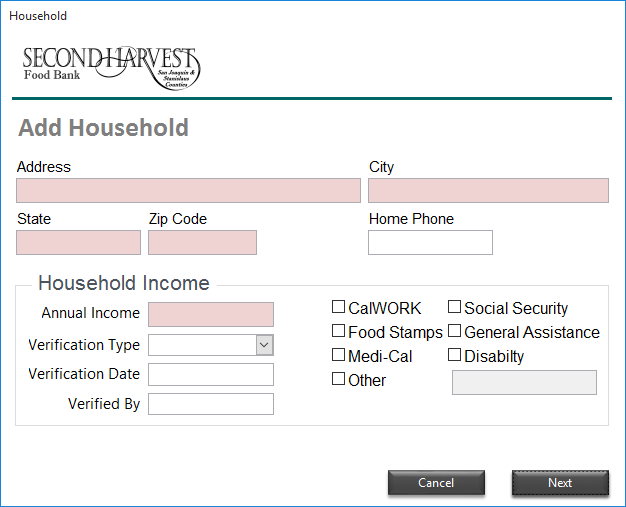 Household
SECOND HARVEST
Food Bank
San Joaquin &
Stanislaus
Counties
Add Household
Address City
State Zip Code Home Phone
Household Income
Annual Income
Verification Type
Verification Date
Verified By
CalWORK Social Security
Food Stamps General Assistance
Medi-Cal Disabilty
Other
Cancel Next